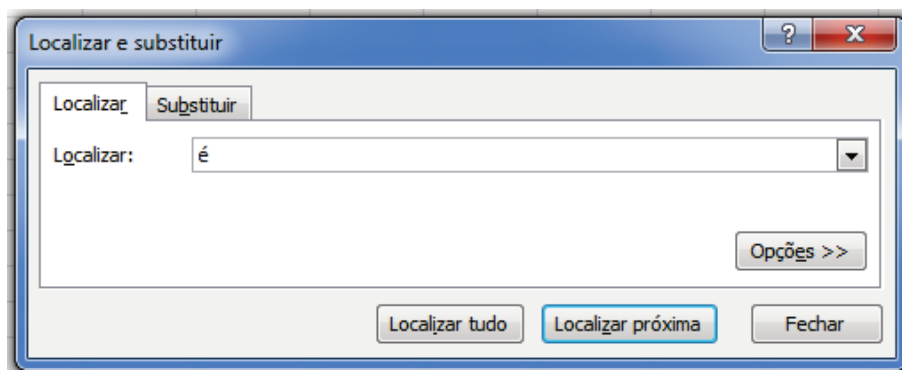 Localizar e substituir
Localizar Substituir
Localizar: é
Opções >>
Localizar tudo Localizar próxima Fechar